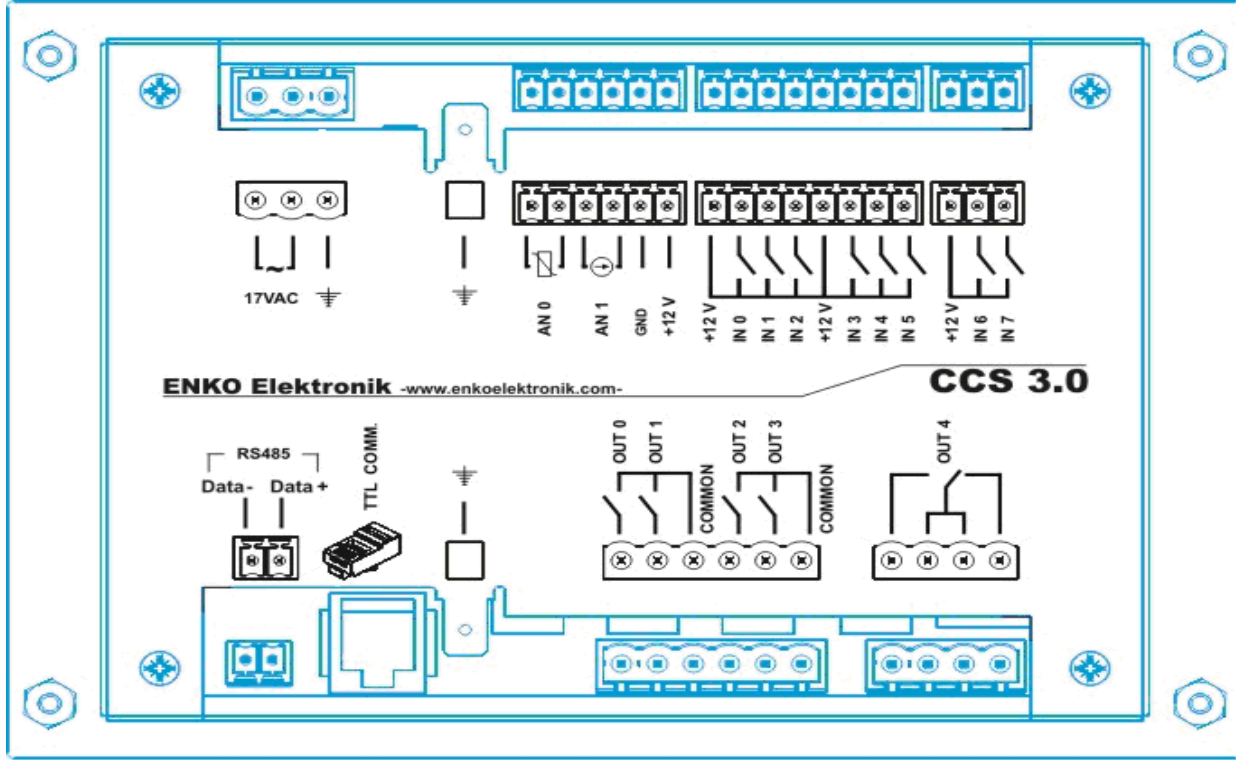 ~
17VAC
AN 0
AN 1
GND
+12 V
+12 V
IN 0
IN 1
IN 2
+12 V
IN 3
IN 4
IN 5
+12 V
IN 6
IN 7
ENKO Elektronik -www.enkoelektronik.com-
CCS 3.0
RS485
Data - Data +
TTL COMM.
OUT 0
OUT 1
COMMON
OUT 2
OUT 3
COMMON
OUT 4